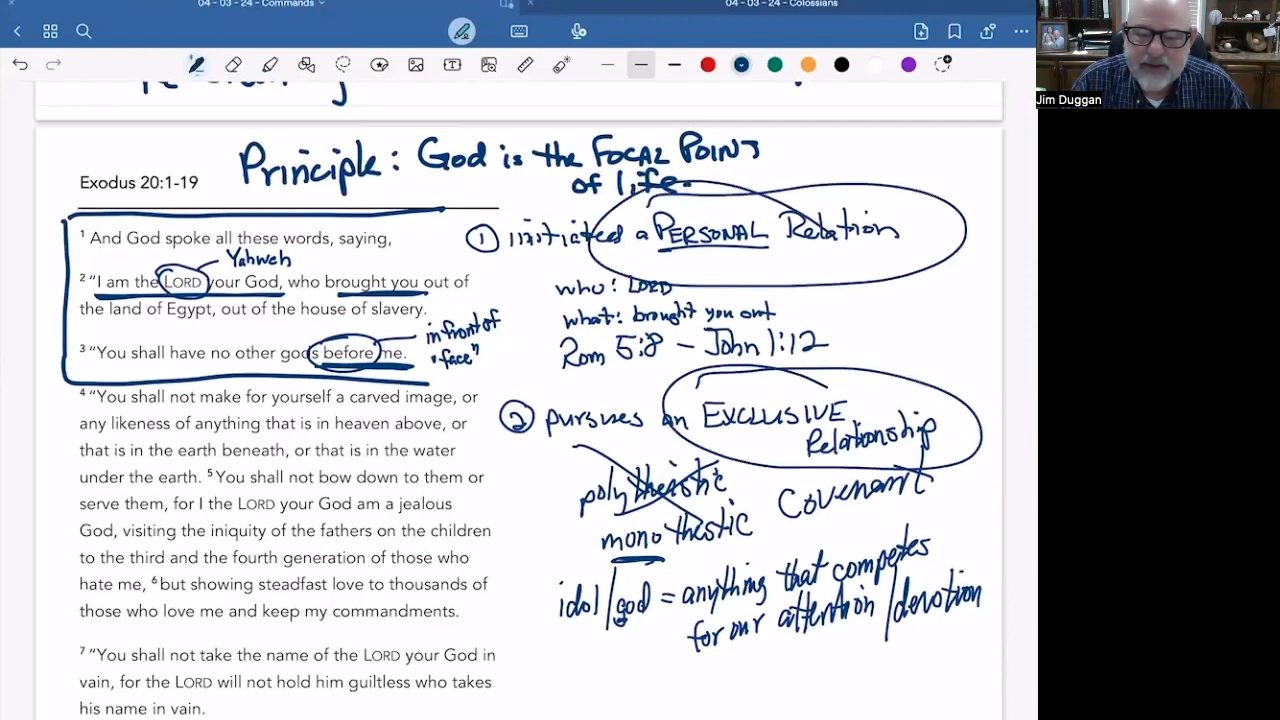 04 - 03 - 24 - Commands
04 - 03 - 24 - Colossians
Jim Duggan
Principle: God is the FOCAL POINT
of life.
Exodus 20:1-19
1 And God spoke all these words, saying,
Yahweh
2 “I am the LORD your God, who brought you out of
the land of Egypt, out of the house of slavery.
3 “You shall have no other gods before me.
in front of
"face"
4 “You shall not make for yourself a carved image, or
any likeness of anything that is in heaven above, or
that is in the earth beneath, or that is in the water
under the earth. 5 You shall not bow down to them or
serve them, for I the LORD your God am a jealous
God, visiting the iniquity of the fathers on the children
to the third and the fourth generation of those who
hate me, 6 but showing steadfast love to thousands of
those who love me and keep my commandments.
7 “You shall not take the name of the LORD your God in
vain, for the LORD will not hold him guiltless who takes
his name in vain.
1 initiated a PERSONAL Relation
who: LORD
what: brought you out
Rom 5:8 – John 1:12
2 pursues an EXCLUSIVE
Relationship
polytheistic
Covenant
monothestic
idol/god = anything that competes
for our attention/devotion